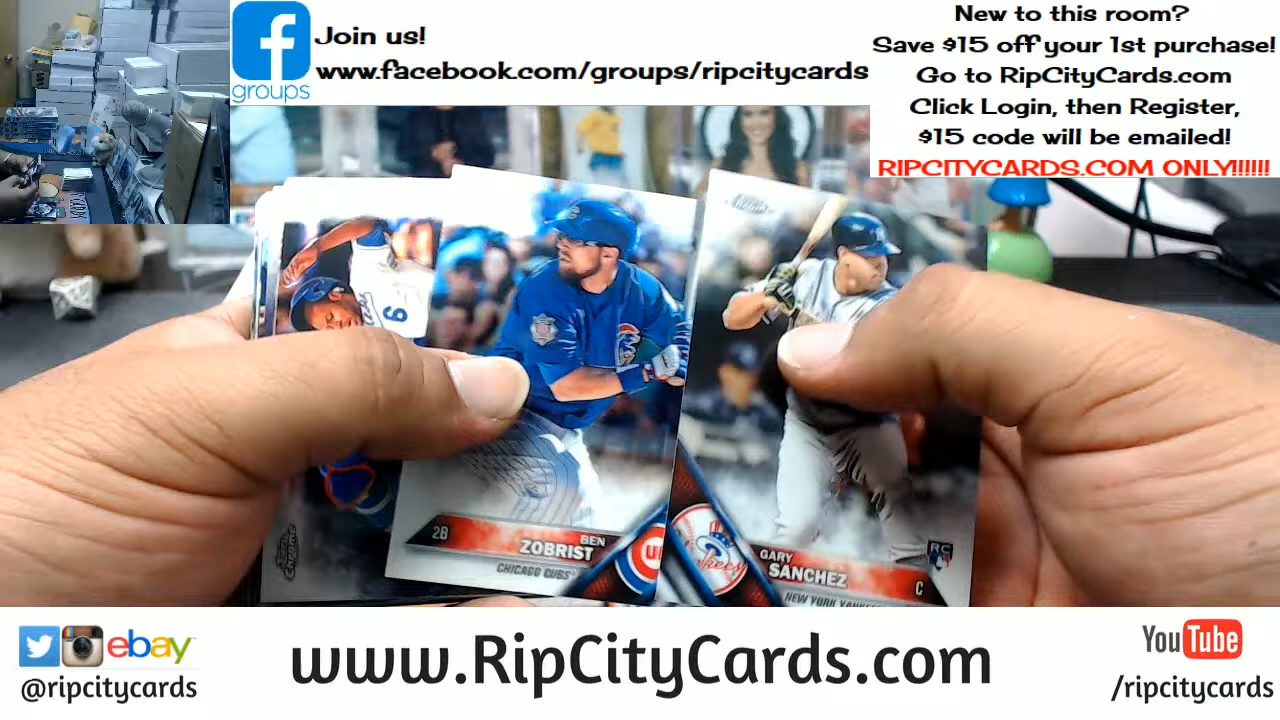 f
groups
Join us!
www.facebook.com/groups/ripcitycards
New to this room?
Save $15 off your 1st purchase!
Go to RipCityCards.com
Click Login, then Register,
$15 code will be emailed!
RIPCITYCARDS.COM ONLY!!!!!!
6
2B
BEN
ZOBRIST
CHICAGO CUBS
Yankees
RC
GARY
SANCHEZ
C
NEW YORK YANKEES
ebay
@ripcitycards
www.RipCityCards.com
YouTube
/ripcitycards